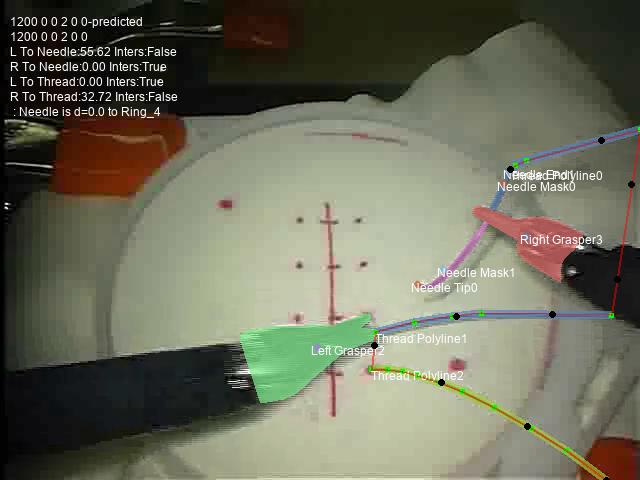 1200 0 0 2 0 0-predicted
1200 0 0 2 0 0
L To Needle:55.62 Inters:False
R To Needle:0.00 Inters:True
L To Thread:0.00 Inters:True
R To Thread:32.72 Inters:False
: Needle is d=0.0 to Ring_4
Thread Polyline0
Needle Mask0
Right Grasper3
Needle Mask1
Needle Tip0
Thread Polyline1
Left Grasper2
Thread Polyline2